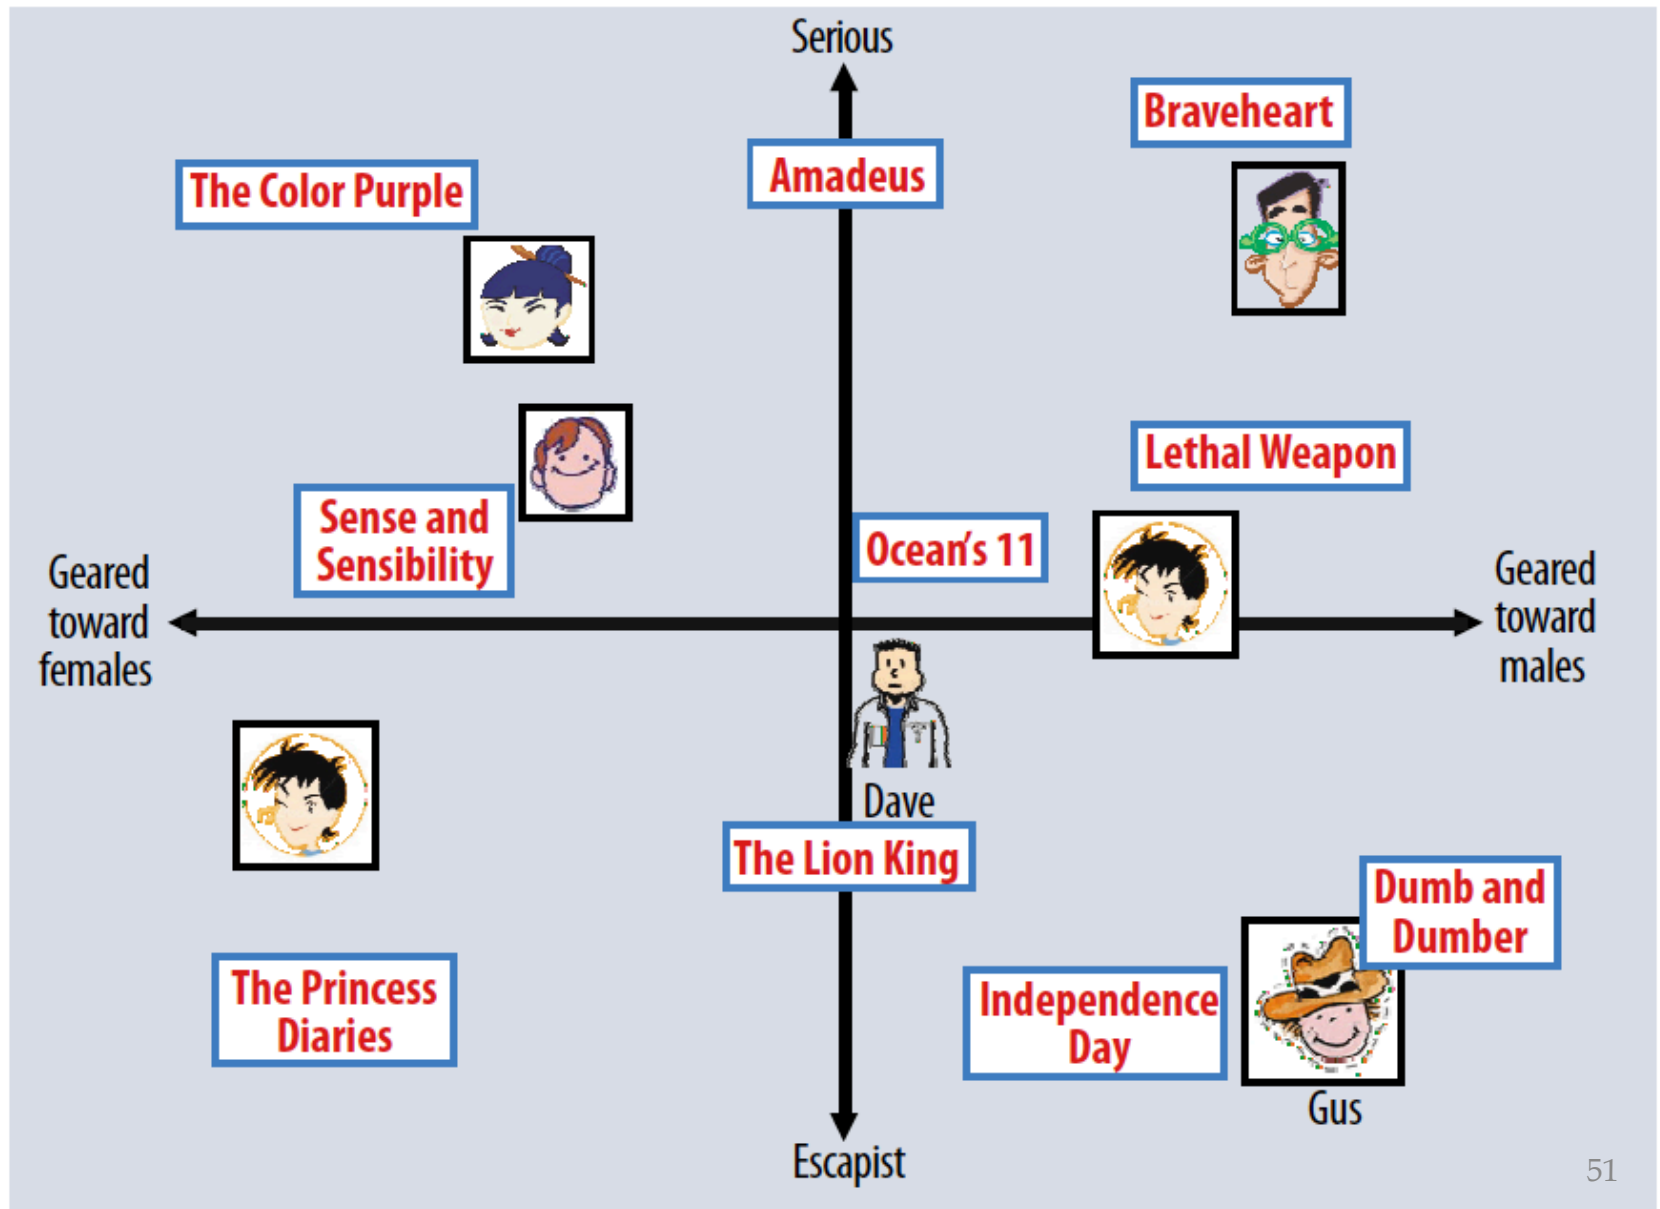 Serious
Braveheart
Amadeus
The Color Purple
Lethal Weapon
Sense and
Sensibility
Ocean's 11
Geared
toward
females
Geared
toward
males
Dave
The Lion King
Dumb and
Dumber
The Princess
Diaries
Independence
Day
Gus
Escapist
51